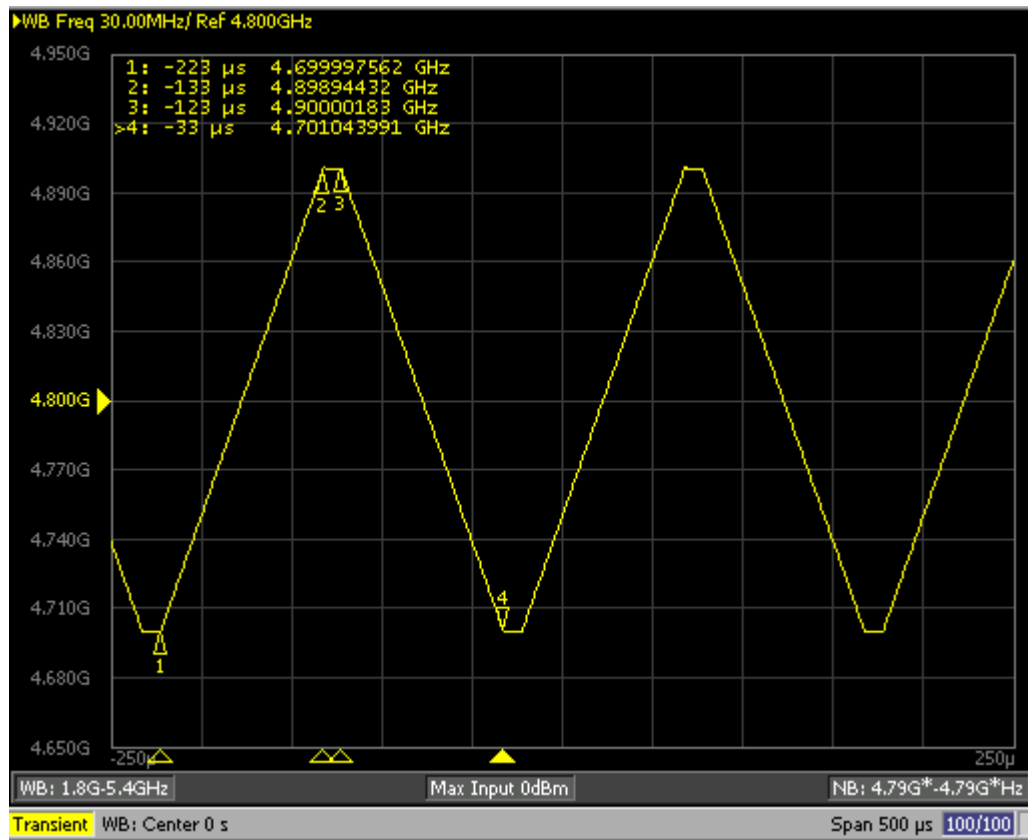 ▶WB Freq 30.00MHz/ Ref 4.800GHz
4.950G
1: -223 µs 4.699997562 GHz
2: -133 µs 4.89894432 GHz
3: -123 µs 4.90000183 GHz
>4: -33 µs 4.701043991 GHz
4.920G
4.890G
2 3
4.860G
4.830G
4.800G
4.770G
4.740G
4.710G
4
4.680G
1
4.650G
-250µ
250µ
WB: 1.8G-5.4GHz
Max Input 0dBm
NB: 4.79G*-4.79G*Hz
Transient WB: Center 0 s
Span 500 µs 100/100